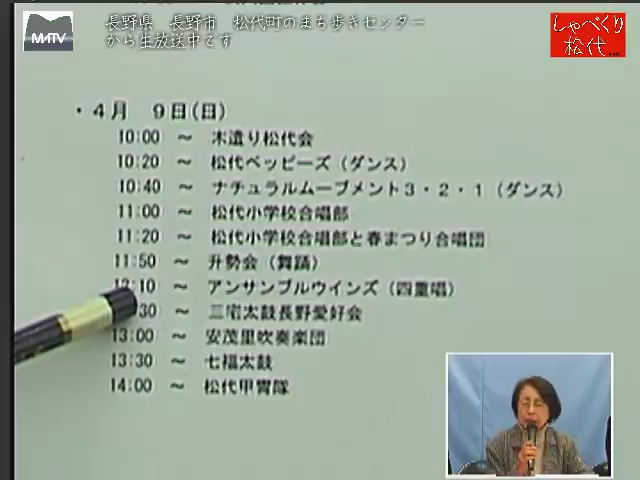 MATV
長野県 長野市 松代町のまち歩きセンター
から生放送中です
しゃべくり
松代
・4月 9日(日)
10:00 ～ 木遣り松代会
10:20 ～ 松代ベッピーズ（ダンス）
10:40 ～ ナチュラルムーブメント3・2・1（ダンス）
11:00 ～ 松代小学校合唱部
11:20 ～ 松代小学校合唱部と春まつり合唱団
11:50 ～ 升勢会（舞踊）
12:10 ～ アンサンブルウインズ（四重唱）
:30 ～ 三宅太鼓長野愛好会
13:00 ～ 安茂里吹奏楽団
13:30 ～ 七福太鼓
14:00 ～ 松代甲冑隊